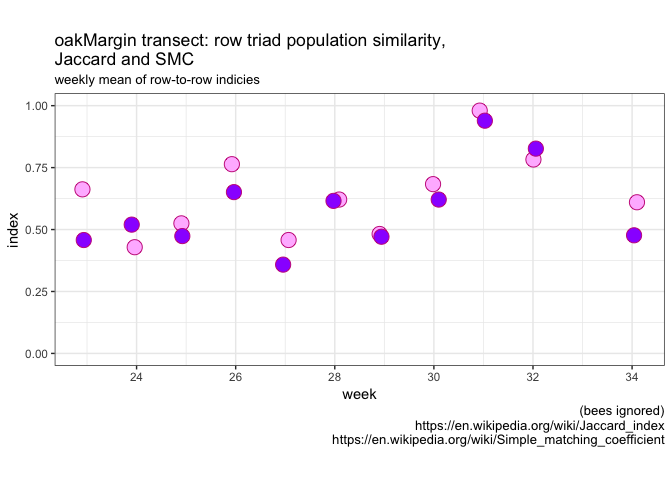 oakMargin transect: row triad population similarity,
Jaccard and SMC
weekly mean of row-to-row indicies
1.00
0.75
0.50
0.25
0.00
index
24 26 28 30 32 34
week
(bees ignored)
https://en.wikipedia.org/wiki/Jaccard_index
https://en.wikipedia.org/wiki/Simple_matching_coefficient